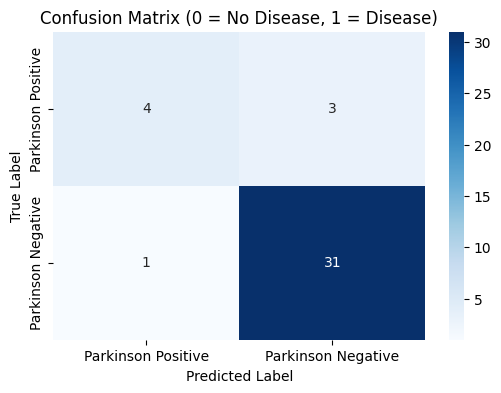 Confusion Matrix (0 = No Disease, 1 = Disease)
True Label
Parkinson Positive
Parkinson Negative
4
3
1
31
Parkinson Positive
Parkinson Negative
Predicted Label
30
25
20
15
10
5